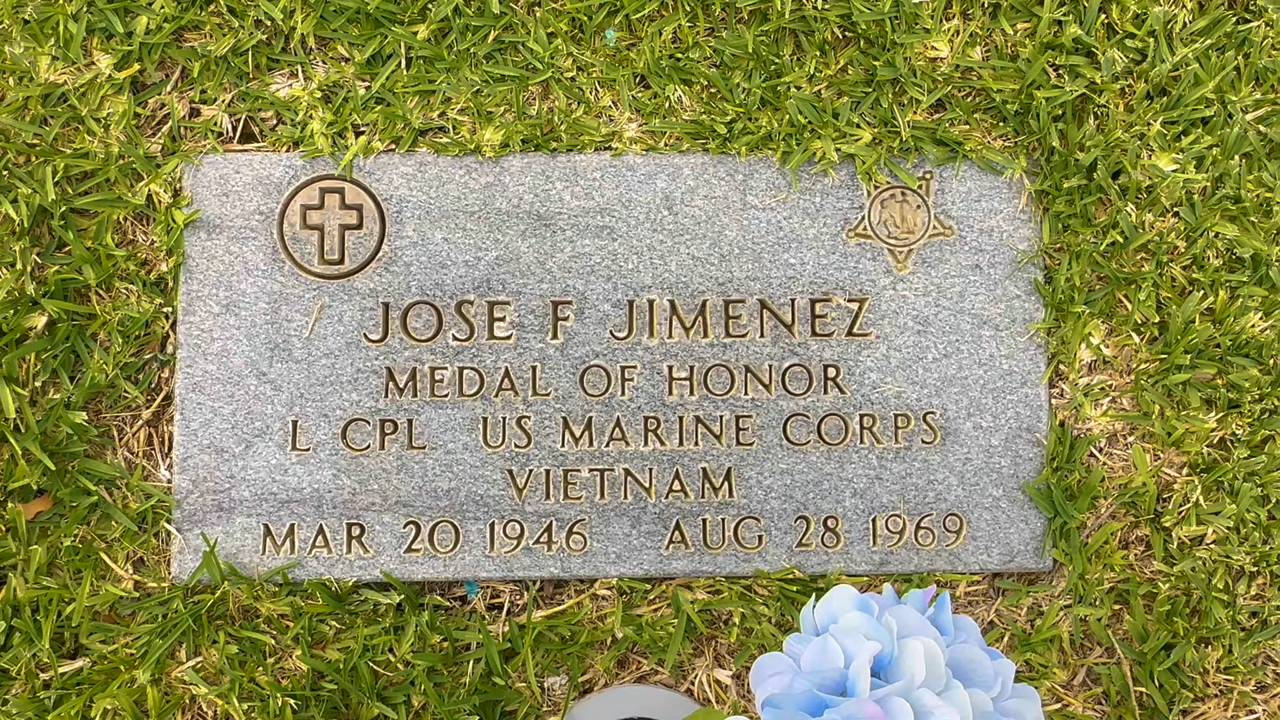 JOSE F JIMENEZ
MEDAL OF HONOR
L CPL US MARINE CORPS
VIETNAM
MAR 20 1946 AUG 28 1969